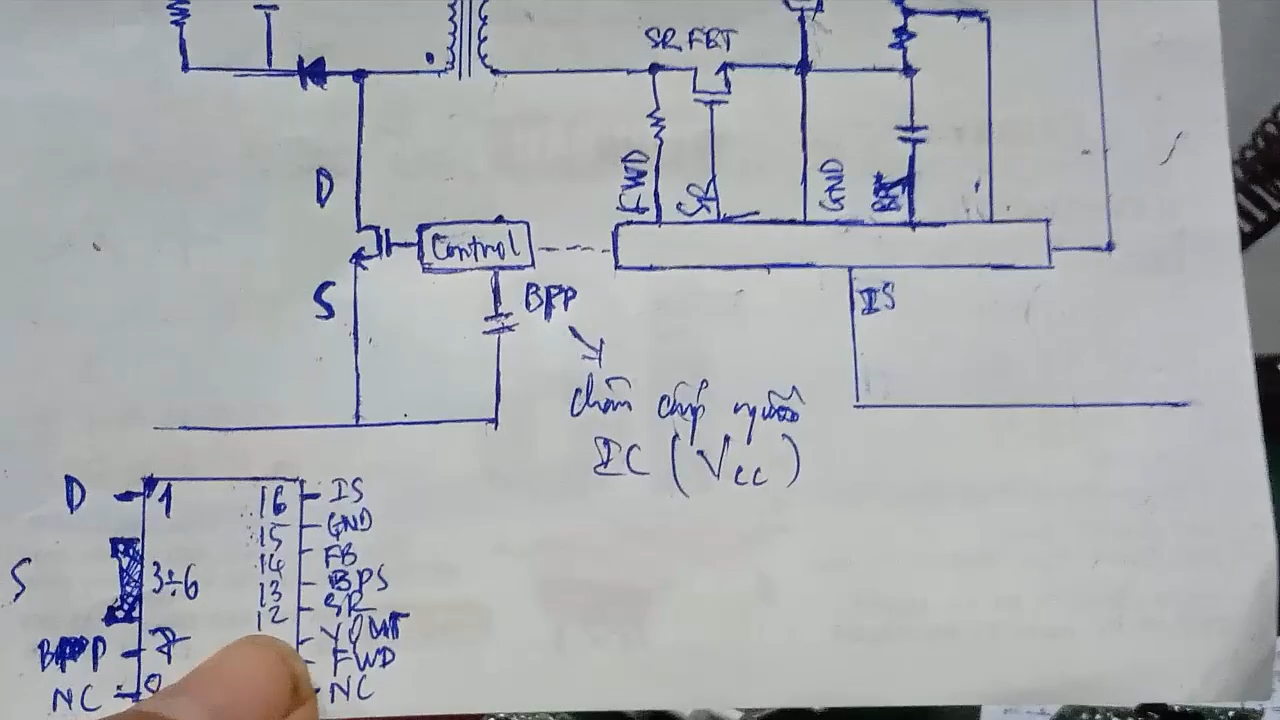 SR FET
FWD
SR
GND
D
Control
S
BPP
IS
chân cấp nguồn
IC (Vcc)
D 1 16 IS
15 GND
14 FB
S 3÷6 13 BPS
12 SR
VOUT
BPP 7 FWD
NC NC